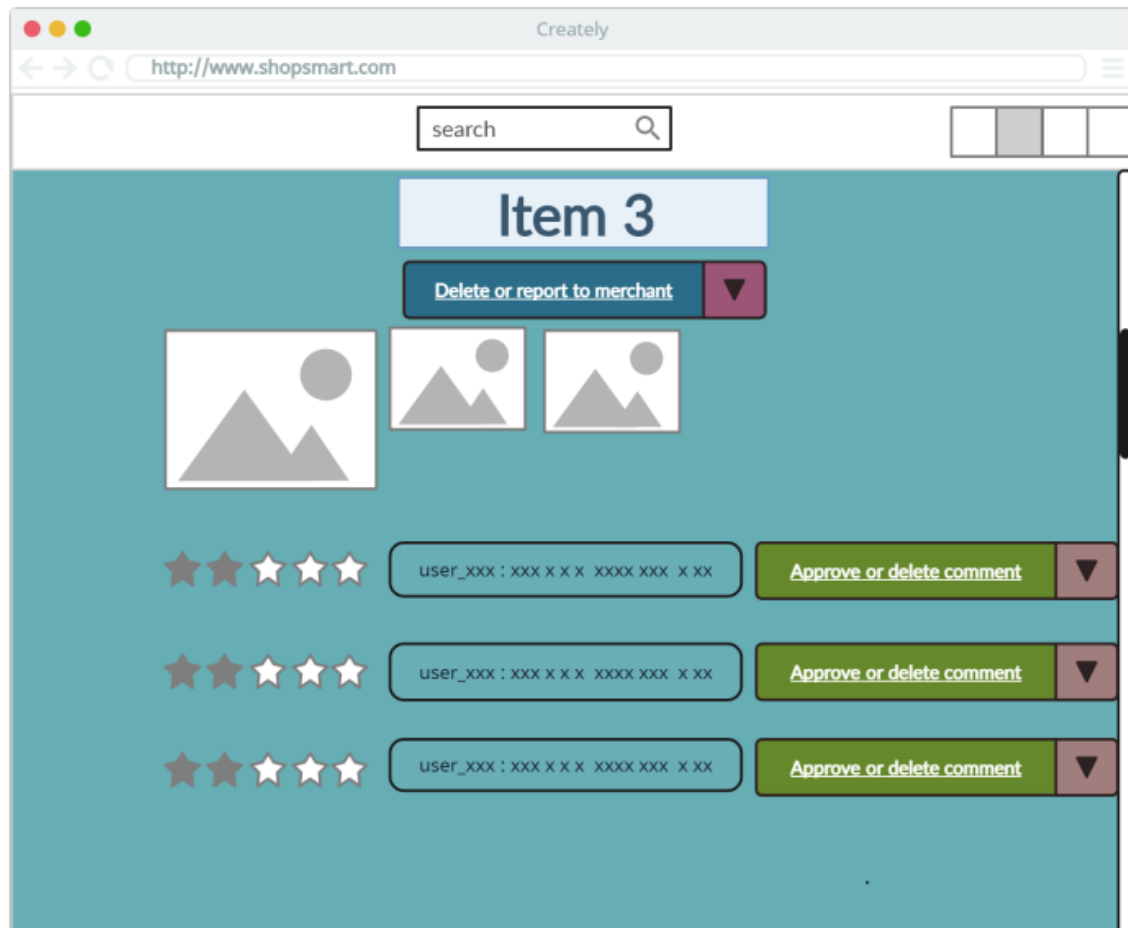 Creately
http://www.shopsmart.com
search
Item 3
Delete or report to merchant
user_xxx : xxx x x x  xxxx xxx  x xx
Approve or delete comment
user_xxx : xxx x x x  xxxx xxx  x xx
Approve or delete comment
user_xxx : xxx x x x  xxxx xxx  x xx
Approve or delete comment